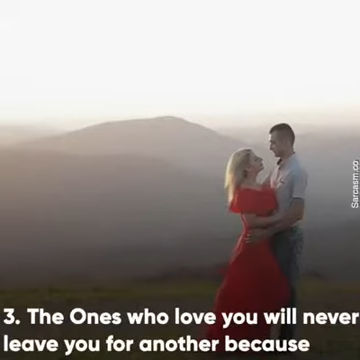 Sarcasm.co
3. The Ones who love you will never
leave you for another because